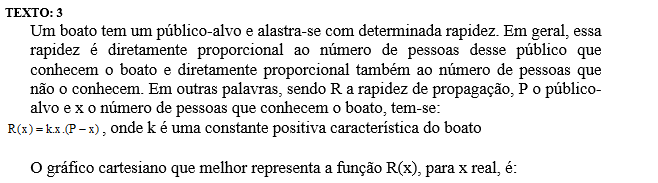 TEXTO: 3
Um boato tem um público-alvo e alastra-se com determinada rapidez. Em geral, essa
rapidez é diretamente proporcional ao número de pessoas desse público que
conhecem o boato e diretamente proporcional também ao número de pessoas que
não o conhecem. Em outras palavras, sendo R a rapidez de propagação, P o público-
alvo e x o número de pessoas que conhecem o boato, tem-se:
R(x) = k.x.(P – x) , onde k é uma constante positiva característica do boato
O gráfico cartesiano que melhor representa a função R(x), para x real, é: